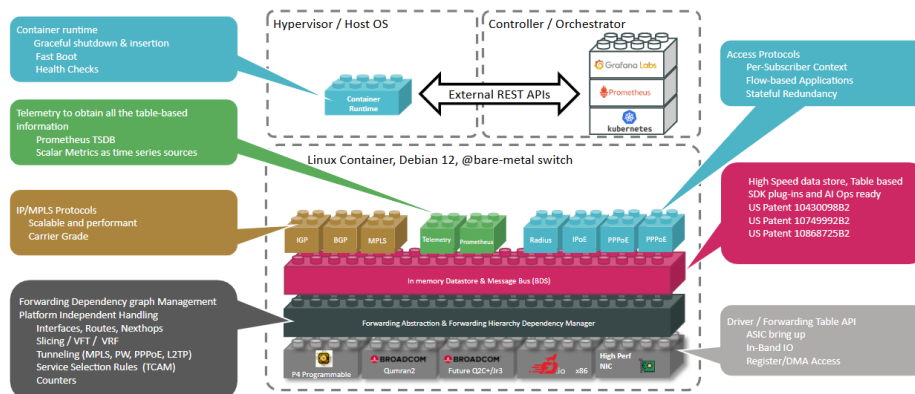 Container runtime
Graceful shutdown & insertion
Fast Boot
Health Checks
Hypervisor / Host OS
Container
Runtime
External REST APIs
Controller / Orchestrator
Grafana Labs
Prometheus
kubernetes
Access Protocols
Per-Subscriber Context
Flow-based Applications
Stateful Redundancy
Telemetry to obtain all the table-based
information
Prometheus TSDB
Scalar Metrics as time series sources
Linux Container, Debian 12, @bare-metal switch
IP/MPLS Protocols
Scalable and performant
Carrier Grade
IGP
BGP
MPLS
Telemetry
Prometheus
Radius
IPoE
PPPoE
PPPoE
High Speed data store, Table based
SDK plug-ins and AI Ops ready
US Patent 10430098B2
US Patent 10749992B2
US Patent 10868725B2
In memory Datastore & Message Bus (BDS)
Forwarding Dependency graph Management
Platform Independent Handling
Interfaces, Routes, Nexthops
Slicing / VFT / VRF
Tunneling (MPLS, PW, PPPoE, L2TP)
Service Selection Rules (TCAM)
Counters
Forwarding Abstraction & Forwarding Hierarchy Dependency Manager
P4 Programmable
BROADCOM
Qumran2
BROADCOM
Future Q2C+/Jr3
x86
High Perf
NIC
Driver / Forwarding Table API
ASIC bring up
In-Band IO
Register/DMA Access